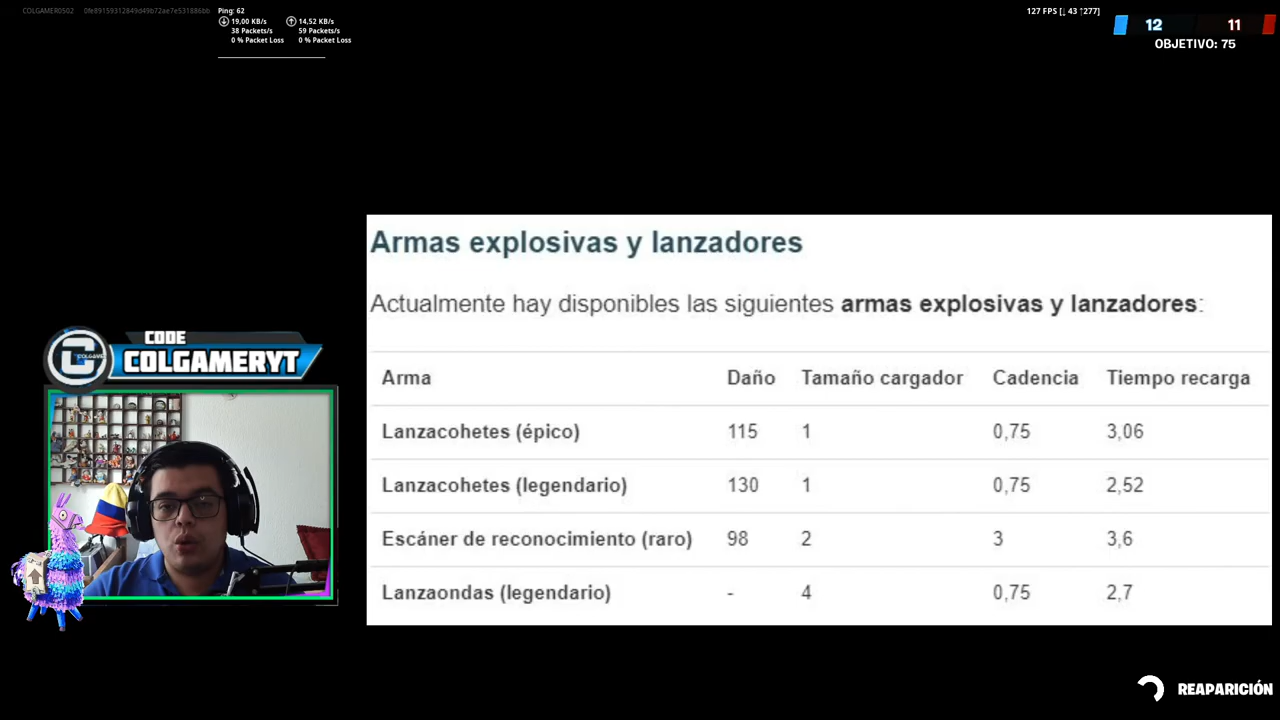 COLGAMER0502
Ping: 62
19,00 KB/s
14,52 KB/s
38 Packets/s
59 Packets/s
0 % Packet Loss
0 % Packet Loss
127 FPS [↓ 43 ↑277]
12
11
OBJETIVO: 75
Armas explosivas y lanzadores
Actualmente hay disponibles las siguientes armas explosivas y lanzadores:
Arma Daño Tamaño cargador Cadencia Tiempo recarga
Lanzacohetes (épico) 115 1 0,75 3,06
Lanzacohetes (legendario) 130 1 0,75 2,52
Escáner de reconocimiento (raro) 98 2 3 3,6
Lanzaondas (legendario) - 4 0,75 2,7
CODE
COLGAMERYT
REAPARICIÓN